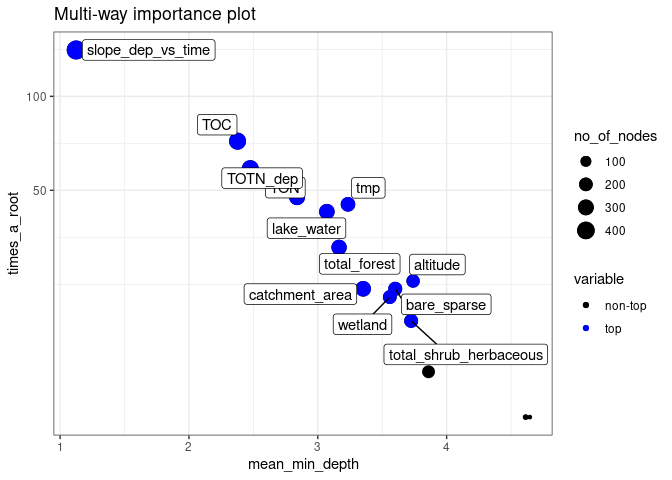 Multi-way importance plot
slope_dep_vs_time
100
TOC
TON
TOTN_dep
tmp
50
lake_water
total_forest
altitude
catchment_area
bare_sparse
wetland
total_shrub_herbaceous
times_a_root
1
2
3
4
mean_min_depth
no_of_nodes
100
200
300
400
variable
non-top
top